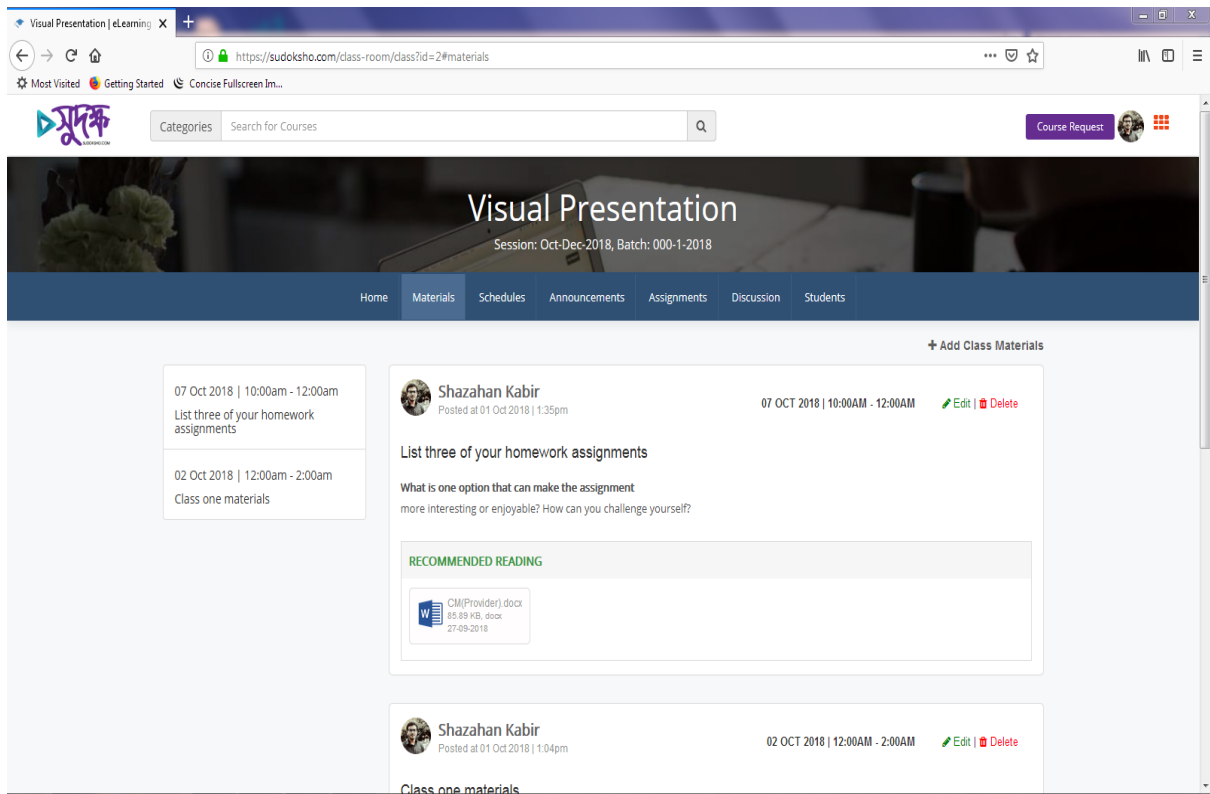 Visual Presentation | eLearning
https://sudoksho.com/class-room/class?id=2#materials
Most Visited Getting Started Concise Fullscreen Im...
সুদক্ষ
SUDOKSHO.COM
Categories Search for Courses Course Request
Visual Presentation
Session: Oct-Dec-2018, Batch: 000-1-2018
Home Materials Schedules Announcements Assignments Discussion Students
+ Add Class Materials
07 Oct 2018 | 10:00am - 12:00am
List three of your homework
assignments
02 Oct 2018 | 12:00am - 2:00am
Class one materials
Shazahan Kabir
Posted at 01 Oct 2018 | 1:35pm
07 OCT 2018 | 10:00AM - 12:00AM Edit | Delete
List three of your homework assignments
What is one option that can make the assignment
more interesting or enjoyable? How can you challenge yourself?
RECOMMENDED READING
W
CM(Provider).docx
85.89 KB, docx
27-09-2018
Shazahan Kabir
Posted at 01 Oct 2018 | 1:04pm
02 OCT 2018 | 12:00AM - 2:00AM Edit | Delete
Class one materials